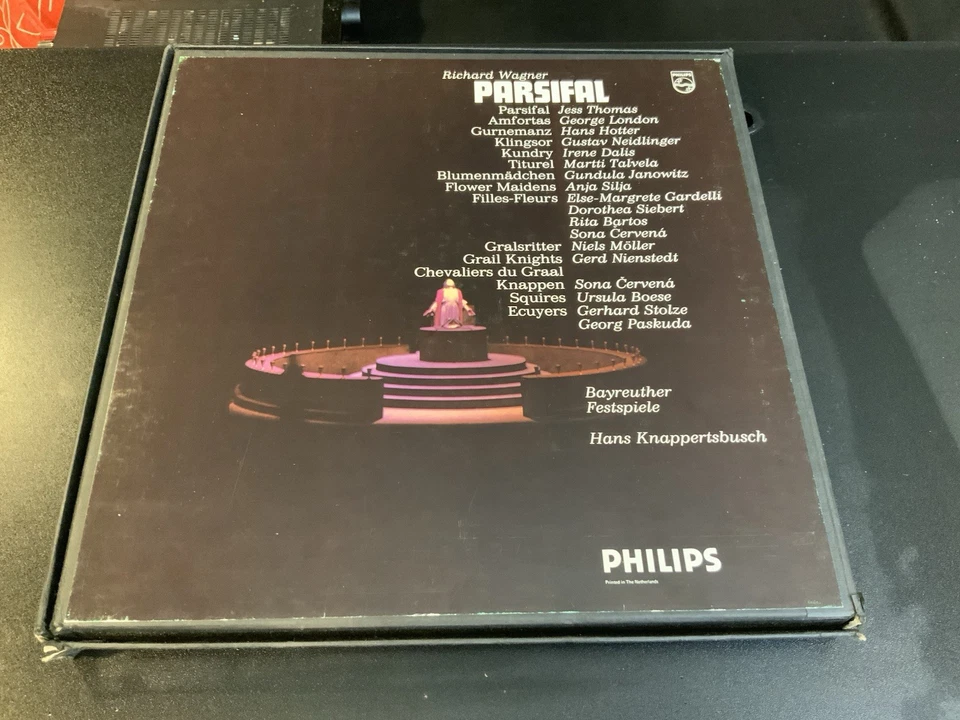 Richard Wagner
PARSIFAL
PHILIPS
Parsifal Jess Thomas
Amfortas George London
Gurnemanz Hans Hotter
Klingsor Gustav Neidlinger
Kundry Irene Dalis
Titurel Martti Talvela
Blumenmädchen Gundula Janowitz
Flower Maidens Anja Silja
Filles-Fleurs Else-Margrete Gardelli
Dorothea Siebert
Rita Bartos
Sona Červená
Gralsritter Niels Möller
Grail Knights Gerd Nienstedt
Chevaliers du Graal
Knappen Sona Červená
Squires Ursula Boese
Ecuyers Gerhard Stolze
Georg Paskuda
Bayreuther
Festspiele
Hans Knappertsbusch
PHILIPS
Printed in The Netherlands